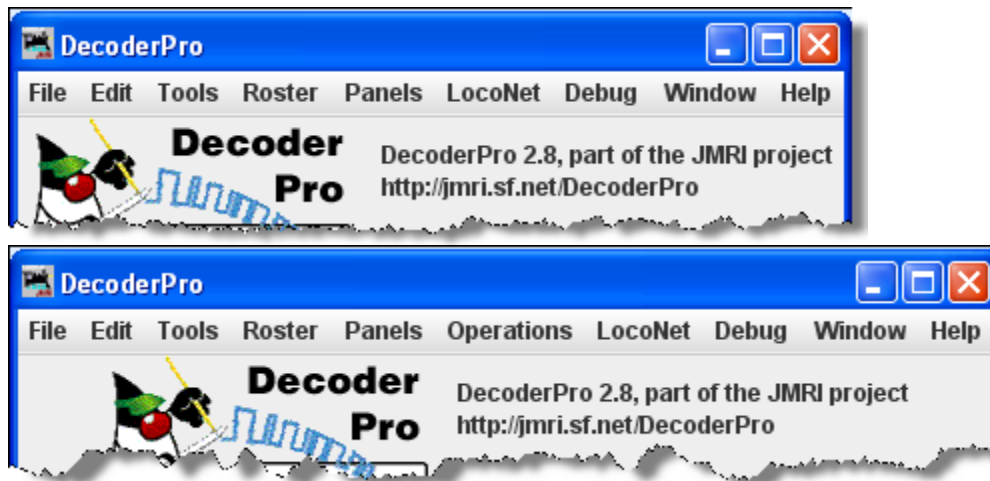 DecoderPro
File Edit Tools Roster Panels LocoNet Debug Window Help
Decoder
Pro
DecoderPro 2.8, part of the JMRI project
http://jmri.sf.net/DecoderPro
DecoderPro
File Edit Tools Roster Panels Operations LocoNet Debug Window Help
Decoder
Pro
DecoderPro 2.8, part of the JMRI project
http://jmri.sf.net/DecoderPro